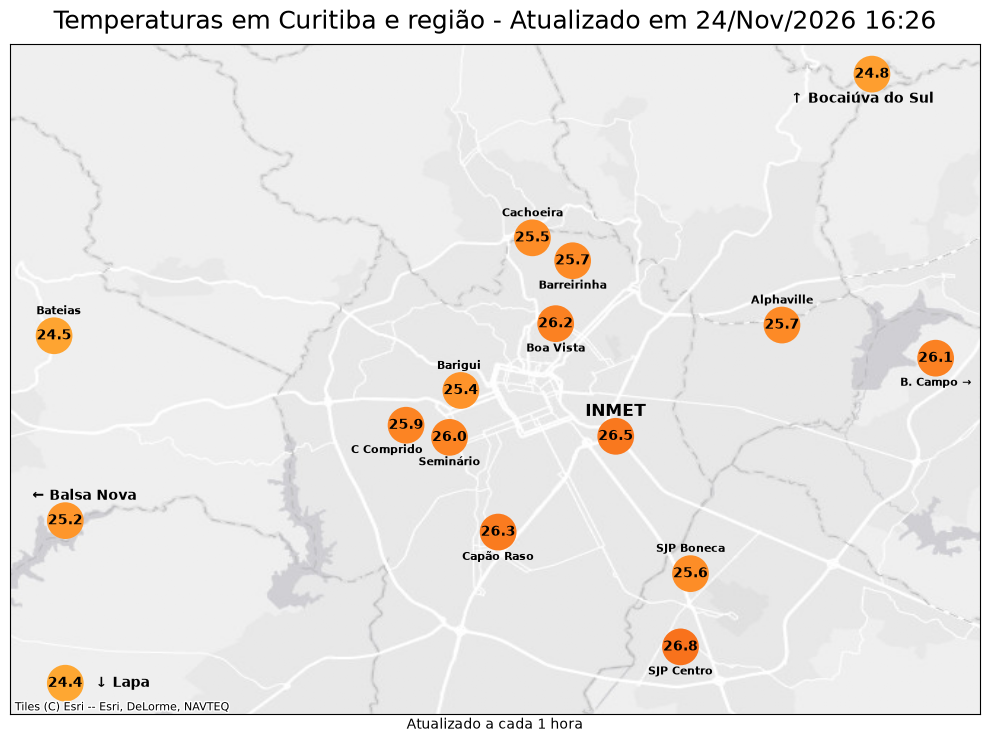 Temperaturas em Curitiba e região - Atualizado em 24/Nov/2026 16:26
24.8
↑ Bocaiúva do Sul
Cachoeira
25.5
25.7
Barreirinha
Bateias
24.5
Alphaville
25.7
26.2
Boa Vista
26.1
B. Campo →
Barigui
25.4
25.9
C Comprido
26.0
Seminário
INMET
26.5
← Balsa Nova
25.2
26.3
Capão Raso
SJP Boneca
25.6
26.8
SJP Centro
24.4 ↓ Lapa
Tiles (C) Esri -- Esri, DeLorme, NAVTEQ
Atualizado a cada 1 hora